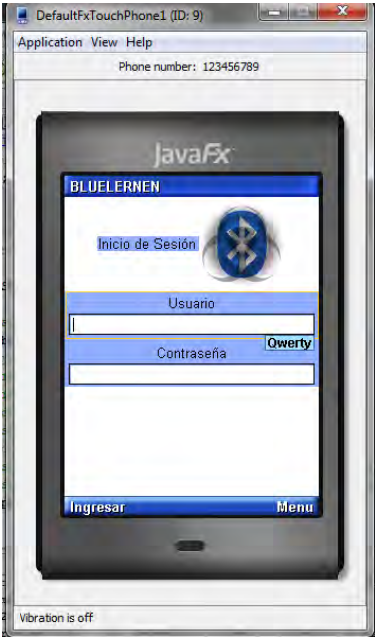 DefaultFxTouchPhone1 (ID: 9)
Application View Help
Phone number: 123456789
JavaFx
BLUELERNEN
Inicio de Sesión
Usuario
Qwerty
Contraseña
Ingresar Menu
Vibration is off